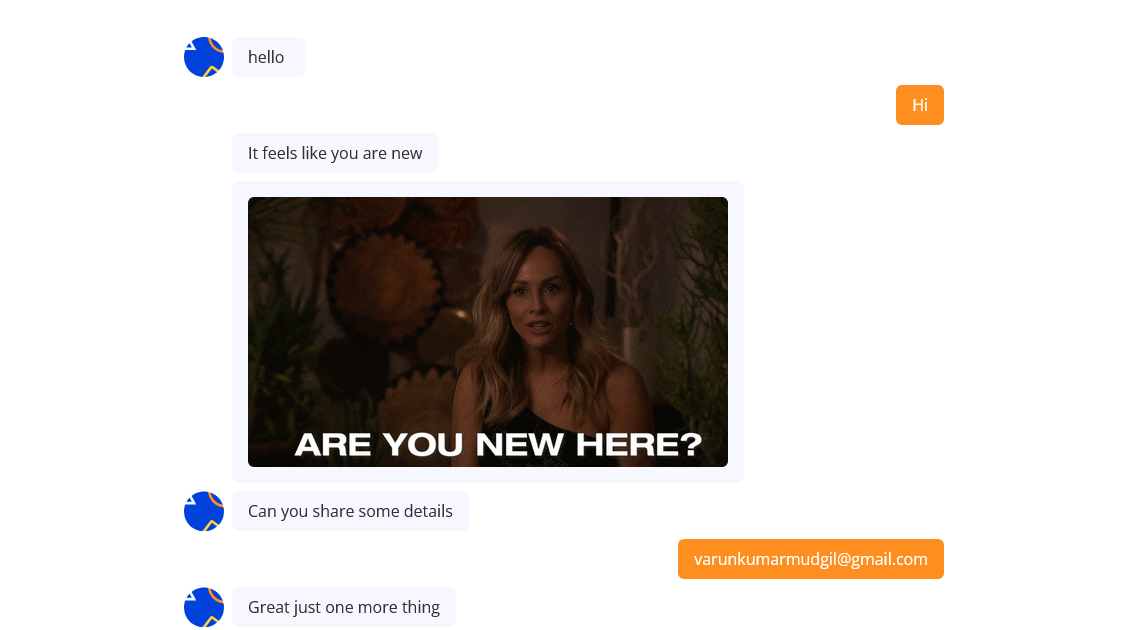 hello
Hi
It feels like you are new
ARE YOU NEW HERE?
Can you share some details
varunkumarmudgil@gmail.com
Great just one more thing